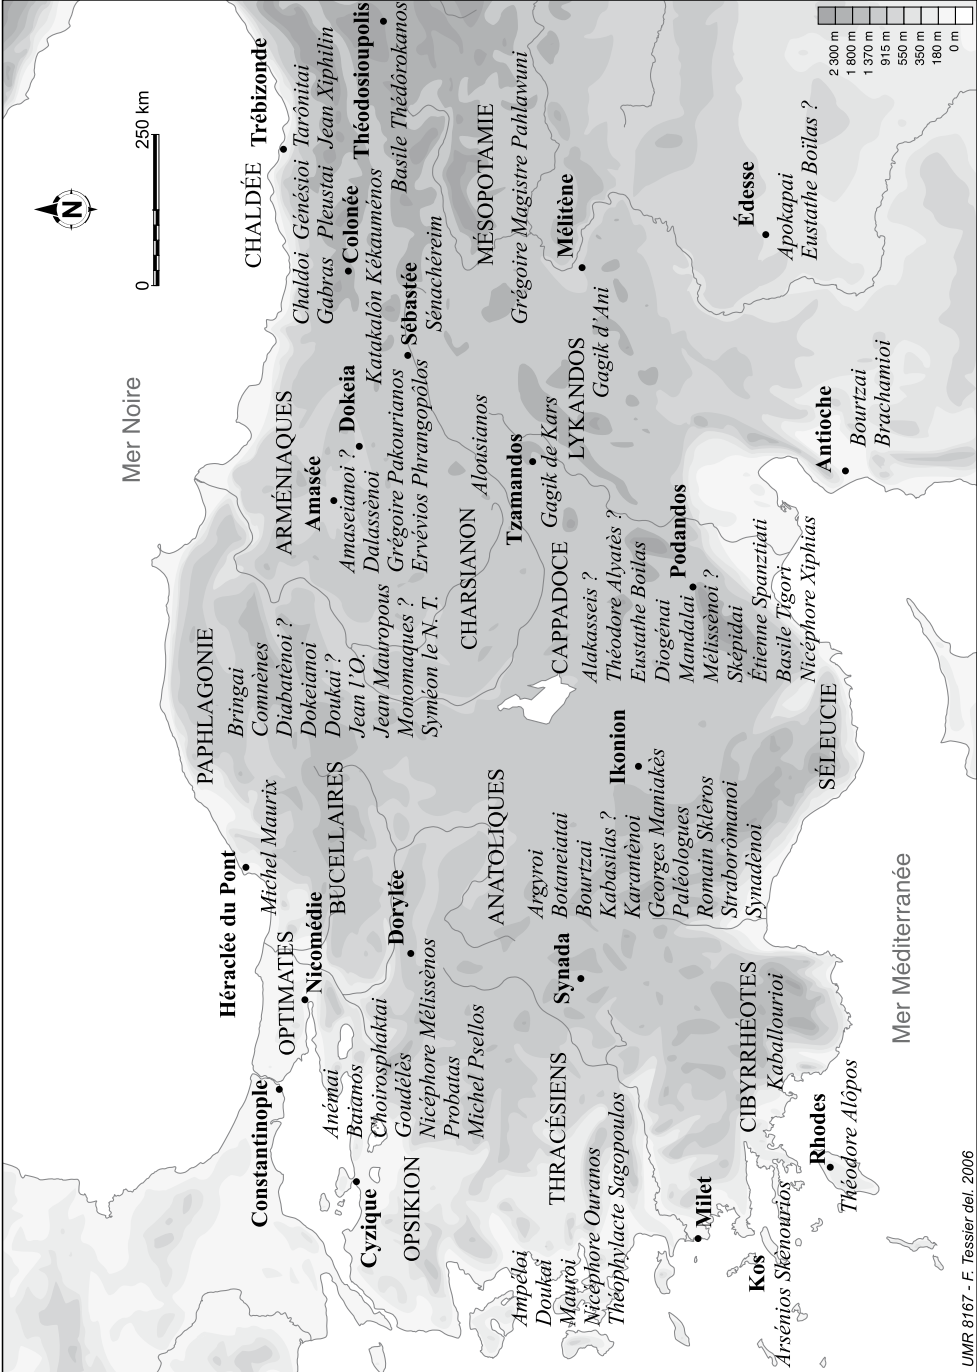 Mer Noire
0 250 km
N
2 300 m
1 800 m
1 370 m
915 m
550 m
350 m
180 m
0 m
Constantinople
Héraclée du Pont
Michel Maurix
OPTIMATES
Nicomédie
BUCELLAIRES
PAPHLAGONIE
Bringai
Comnènes
Diabatènoi ?
Dokeianoi
Doukai ?
Jean l'O.
Jean Mauropous
Monomaques ?
Syméon le N. T.
ARMÉNIAQUES
Amasée
Dokeia
Amaseianoi ?
Dalassènoi
Grégoire Pakourianos
Ervévios Phrangopôlos
CHALDÉE
Trébizonde
Chaldoi Génésioi Tarônitai
Gabras Pleustai Jean Xiphilin
Colonée
Théodosioupolis
Katakalôn Kékauménos
Basile Thédôrokanos
Sébastée
Sénachéreim
MÉSOPOTAMIE
Grégoire Magistre Pahlawuni
Mélitène
Édesse
Apokapai
Eustathe Boïlas ?
Cyzique
OPSIKION
Anémai
Baïanos
Choirosphaktai
Goudélès
Nicéphore Mélissènos
Probatas
Michel Psellos
Dorylée
CHARSIANON
Alousianos
Tzamandos
Gagik de Kars
LYKANDOS
Gagik d'Ani
CAPPADOCE
Alakasseis ?
Théodore Alyatès ?
Eustathe Boïlas
Diogénai
Mandalai
Mélissènoi ?
Sképidai
Étienne Spanztiati
Basile Tigori
Nicéphore Xiphias
Podandos
Antioche
Bourtzai
Brachamioi
ANATOLIQUES
Argyroi
Botaneiatai
Bourtzai
Kabasilas ?
Karantènoi
Georges Maniakès
Paléologues
Romain Sklèros
Straborômanoi
Synadènoi
Ikonion
Synada
SÉLEUCIE
THRACÉSIENS
Ampéloi
Doukai
Mauroi
Nicéphore Ouranos
Théophylacte Sagopoulos
Milet
CIBYRRHÉOTES
Kaballourioi
Kos
Arsénios Skénourios
Rhodes
Théodore Alôpos
Mer Méditerranée
UMR 8167 - F. Tessier del. 2006